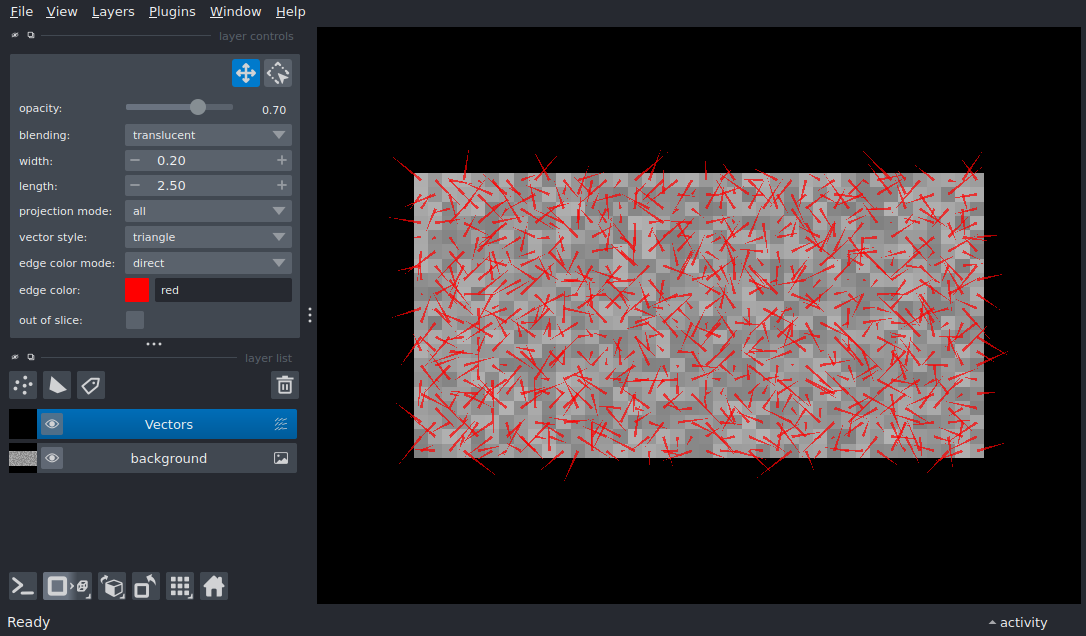 File View Layers Plugins Window Help
layer controls
opacity: 0.70
blending: translucent
width: 0.20
length: 2.50
projection mode: all
vector style: triangle
edge color mode: direct
edge color: red
out of slice:
layer list
Vectors
background
Ready
activity